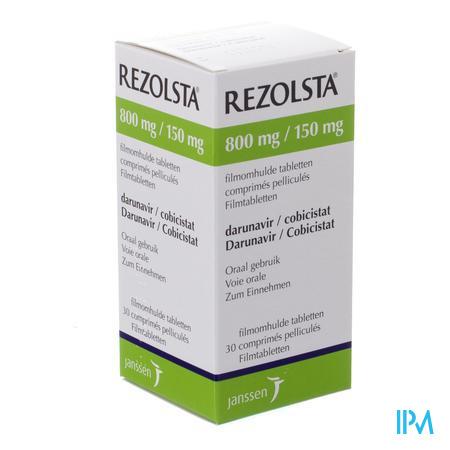 REZOLSTA®
800 mg / 150 mg
filmomhulde tabletten
comprimés pelliculés
Filmtabletten
darunavir / cobicistat
Darunavir / Cobicistat
Oraal gebruik
Voie orale
Zum Einnehmen
filmomhulde tabletten
30 comprimés pelliculés
Filmtabletten
janssen
REZOLSTA®
800 mg / 150 mg
filmomhulde tabletten
comprimés pelliculés
Filmtabletten
darunavir / cobicistat
Darunavir / Cobicistat
Oraal gebruik
Voie orale
Zum Einnehmen
filmomhulde tabletten
30 comprimés pelliculés
Filmtabletten
janssen
IPM